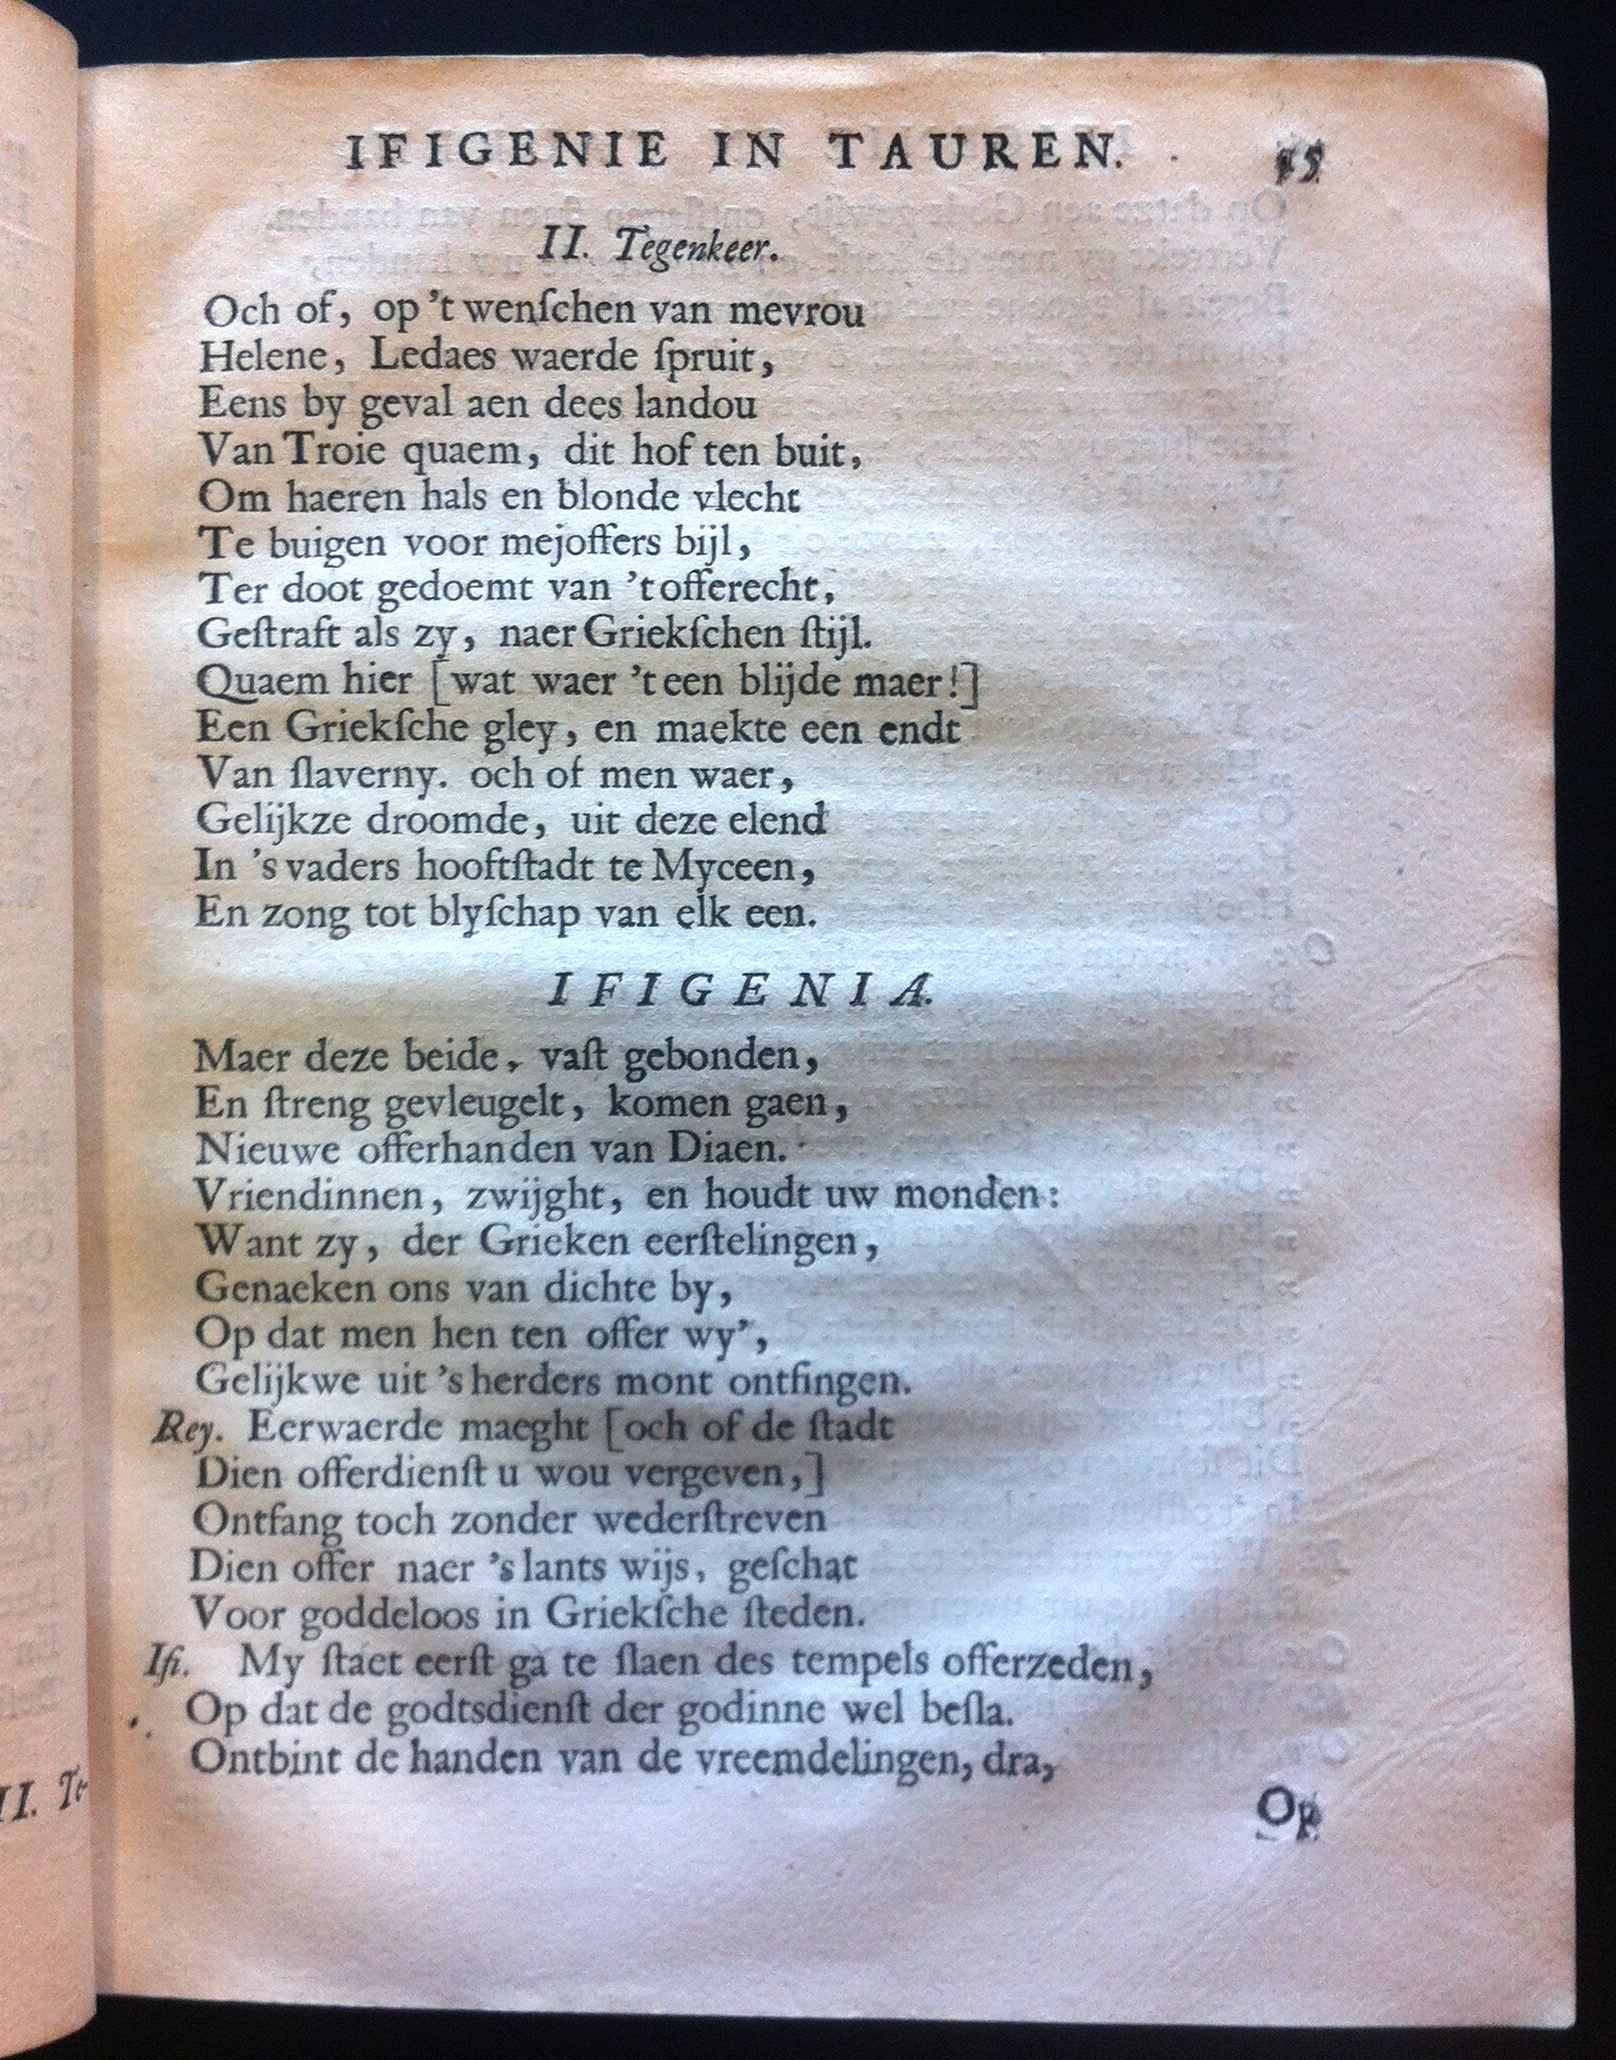 IFIGENIE IN TAUREN. 15
II. Tegenkeer.
Och of, op 't wenſchen van mevrou
Helene, Ledaes waerde ſpruit,
Eens by geval aen dees landou
Van Troie quaem, dit hof ten buit,
Om haeren hals en blonde vlecht
Te buigen voor mejoffers bijl,
Ter doot gedoemt van 't offerecht,
Geſtraft als zy, naer Griekſchen ſtijl.
Quaem hier [wat waer 't een blijde maer!]
Een Griekſche gley, en maekte een endt
Van ſlaverny. och of men waer,
Gelijkze droomde, uit deze elend
In 's vaders hooftſtadt te Myceen,
En zong tot blyſchap van elk een.
IFIGENIA.
Maer deze beide, vaſt gebonden,
En ſtreng gevleugelt, komen gaen,
Nieuwe offerhanden van Diaen.
Vriendinnen, zwijght, en houdt uw monden:
Want zy, der Grieken eerſtelingen,
Genaeken ons van dichte by,
Op dat men hen ten offer wy',
Gelijkwe uit 's herders mont ontfingen.
Rey. Eerwaerde maeght [och of de ſtadt
Dien offerdienſt u wou vergeven,]
Ontfang toch zonder wederſtreven
Dien offer naer 's lants wijs, geſchat
Voor goddeloos in Griekſche ſteden.
Ifi. My ſtaet eerſt ga te ſlaen des tempels offerzeden,
Op dat de godtsdienſt der godinne wel beſla.
Ontbint de handen van de vreemdelingen, dra,
Op
II. Te-